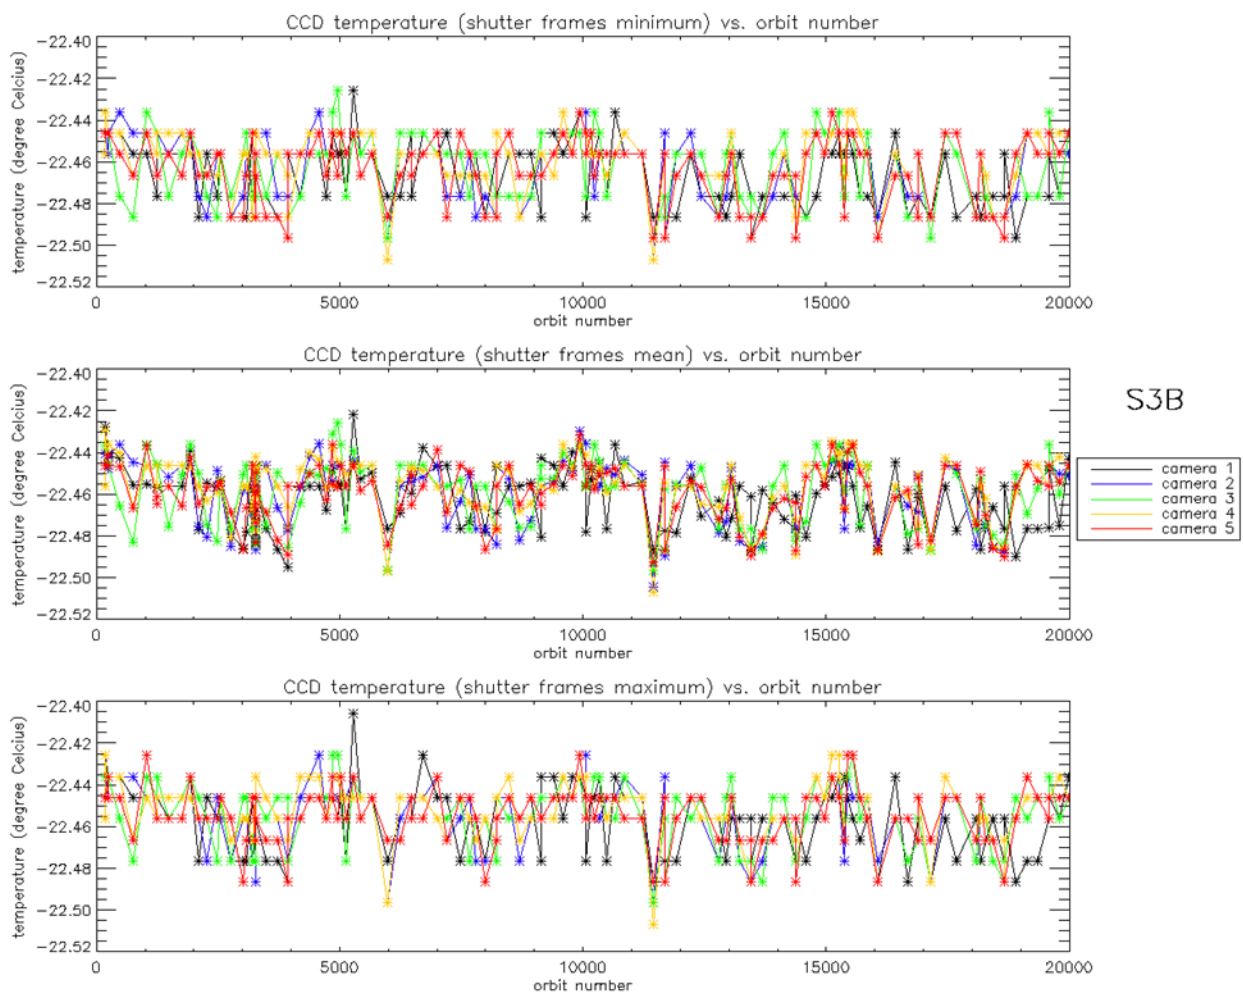 CCD temperature (shutter frames minimum) vs. orbit number
temperature (degree Celcius)
-22.40
-22.42
-22.44
-22.46
-22.48
-22.50
-22.52
0 5000 10000 15000 20000
orbit number
CCD temperature (shutter frames mean) vs. orbit number
temperature (degree Celcius)
-22.40
-22.42
-22.44
-22.46
-22.48
-22.50
-22.52
0 5000 10000 15000 20000
orbit number
S3B
camera 1
camera 2
camera 3
camera 4
camera 5
CCD temperature (shutter frames maximum) vs. orbit number
temperature (degree Celcius)
-22.40
-22.42
-22.44
-22.46
-22.48
-22.50
-22.52
0 5000 10000 15000 20000
orbit number